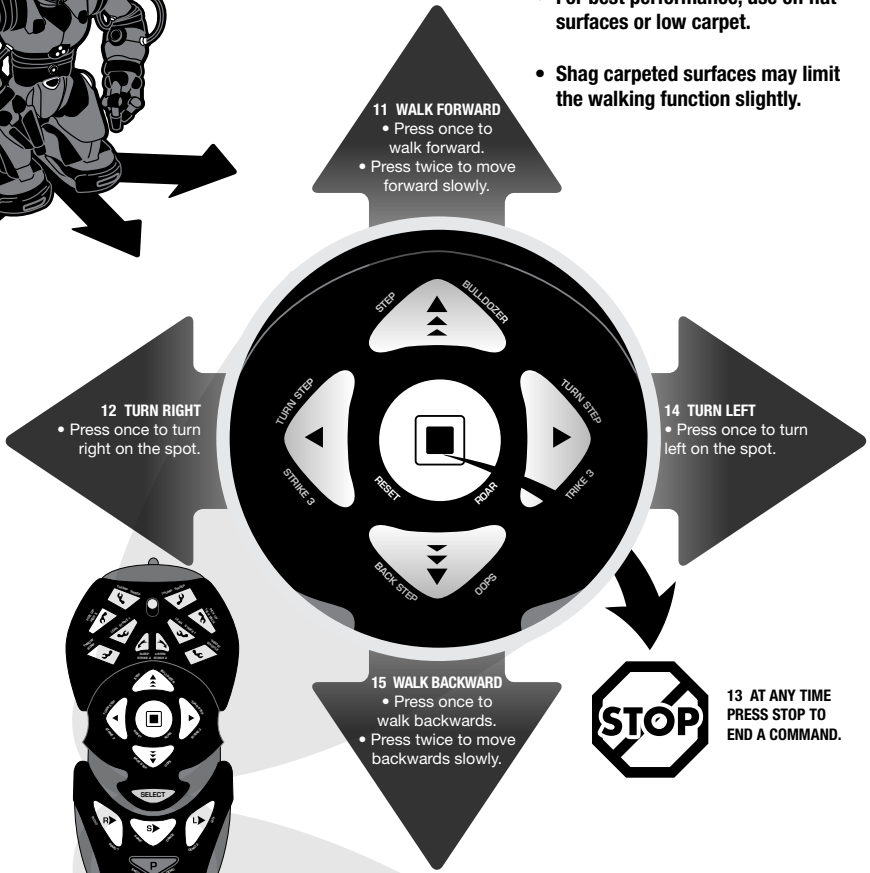 For best performance, use on flat
surfaces or low carpet.
• Shag carpeted surfaces may limit
the walking function slightly.
11 WALK FORWARD
• Press once to
walk forward.
• Press twice to move
forward slowly.
STEP
BULLDOZER
12 TURN RIGHT
• Press once to turn
right on the spot.
TURN STEP
STRIKE 3
TURN STEP
TRIKE 3
14 TURN LEFT
• Press once to turn
left on the spot.
RESET
ROAR
BACK STEP
OOPS
15 WALK BACKWARD
• Press once to
walk backwards.
• Press twice to move
backwards slowly.
STOP
13 AT ANY TIME
PRESS STOP TO
END A COMMAND.
SELECT
R
S
L
P